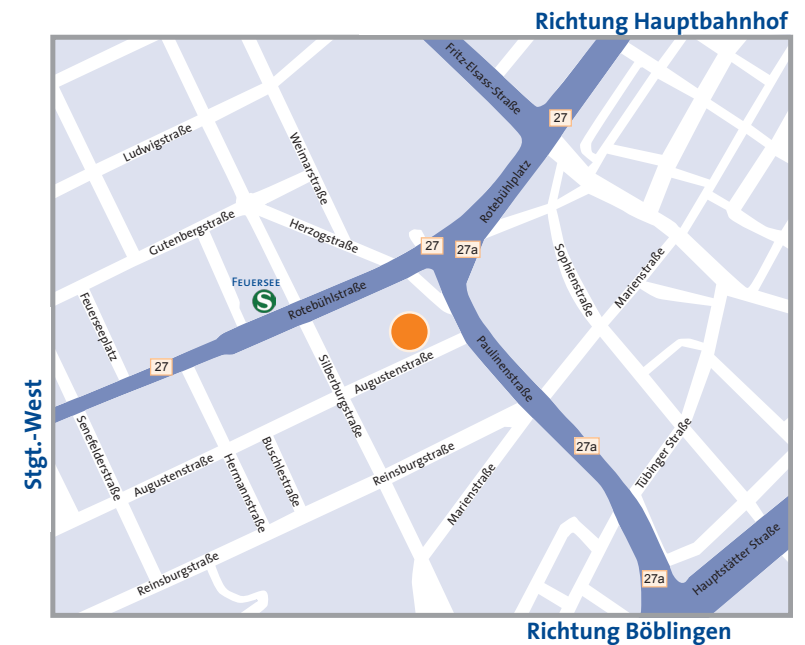 Richtung Hauptbahnhof
Fritz-Elsass-Straße
27
Ludwigstraße
Weimarstraße
Rotebühlplatz
Gutenbergstraße
Herzogstraße
27
27a
Sophienstraße
Marienstraße
FEUERSEE
S
Rotebühlstraße
Feuerseeplatz
27
Silberburgstraße
Augustenstraße
Paulinenstraße
Stgt.-West
Senefelderstraße
Augustenstraße
Hermannstraße
Buschlestraße
Reinsburgstraße
Marienstraße
27a
Tübinger Straße
Reinsburgstraße
27a
Hauptstätter Straße
Richtung Böblingen